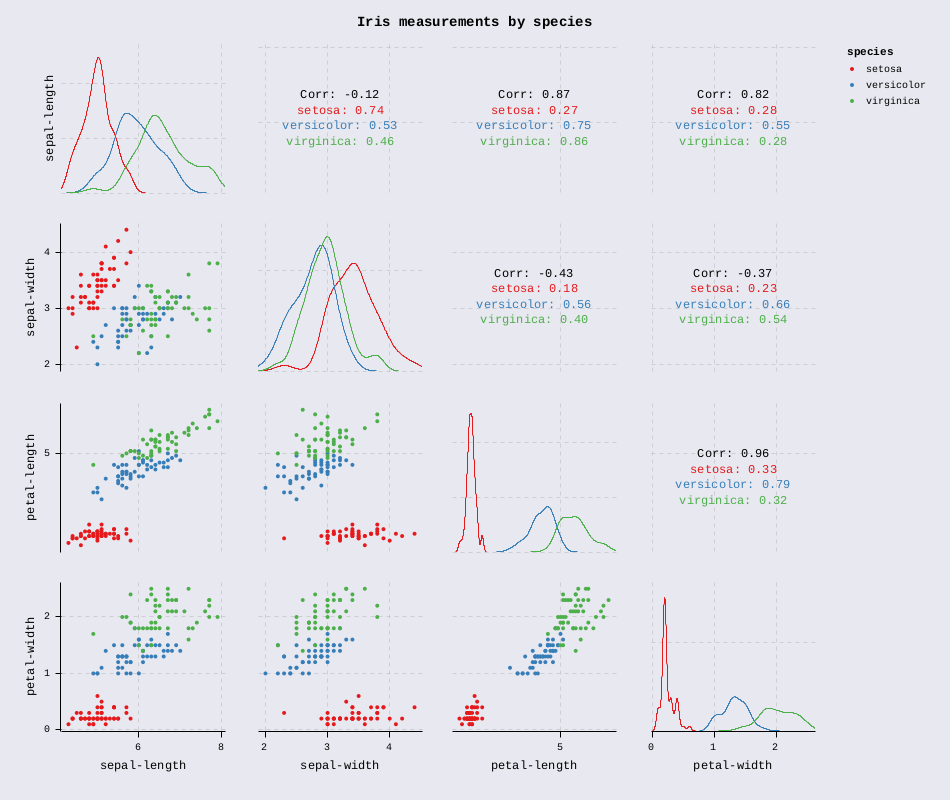 Iris measurements by species
species
setosa
versicolor
virginica
sepal-length
Corr: -0.12
setosa: 0.74
versicolor: 0.53
virginica: 0.46
Corr: 0.87
setosa: 0.27
versicolor: 0.75
virginica: 0.86
Corr: 0.82
setosa: 0.28
versicolor: 0.55
virginica: 0.28
sepal-width
4
3
2
Corr: -0.43
setosa: 0.18
versicolor: 0.56
virginica: 0.40
Corr: -0.37
setosa: 0.23
versicolor: 0.66
virginica: 0.54
petal-length
5
Corr: 0.96
setosa: 0.33
versicolor: 0.79
virginica: 0.32
petal-width
2
1
0
6 8
2 3 4
5
0 1 2
sepal-length
sepal-width
petal-length
petal-width